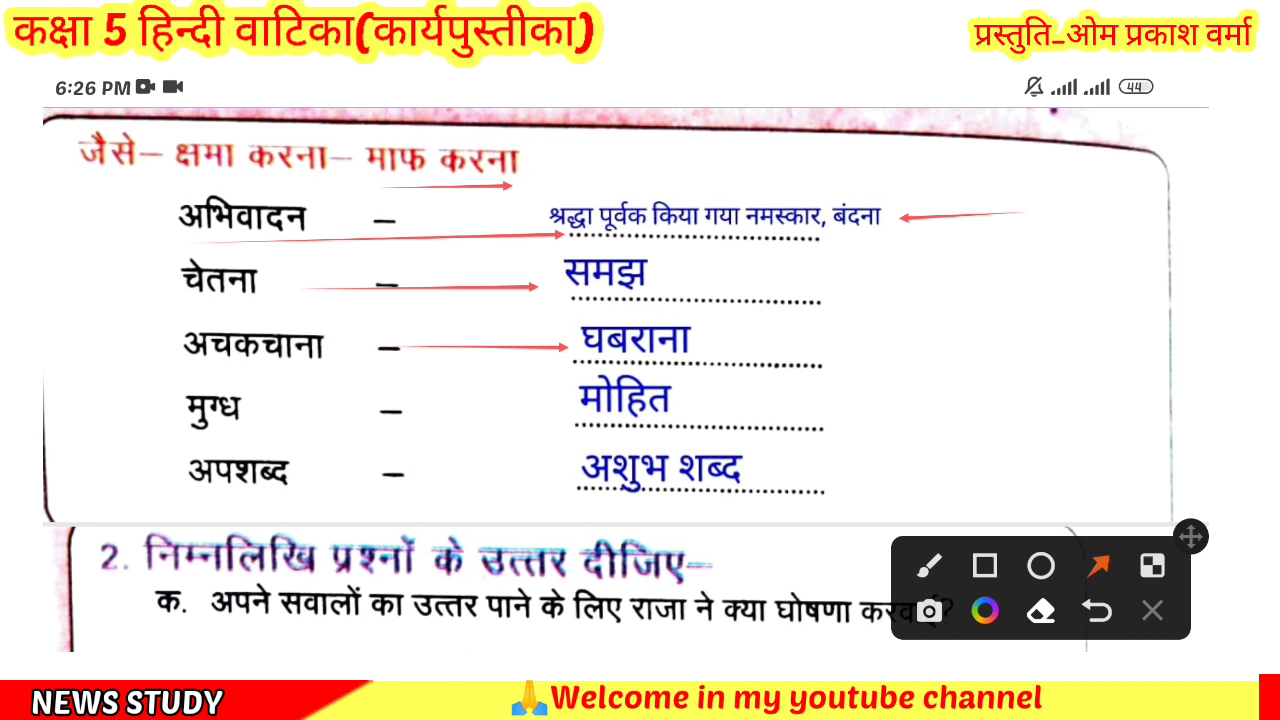 कक्षा 5 हिन्दी वाटिका(कार्यपुस्तीका)
प्रस्तुति-ओम प्रकाश वर्मा
6:26 PM
44
जैसे– क्षमा करना– माफ करना
अभिवादन – श्रद्धा पूर्वक किया गया नमस्कार, बंदना
चेतना – समझ
अचकचाना – घबराना
मुग्ध – मोहित
अपशब्द – अशुभ शब्द
2. निम्नलिखि प्रश्नों के उत्तर दीजिए–
क. अपने सवालों का उत्तर पाने के लिए राजा ने क्या घोषणा करवाई?
NEWS STUDY
🙏Welcome in my youtube channel